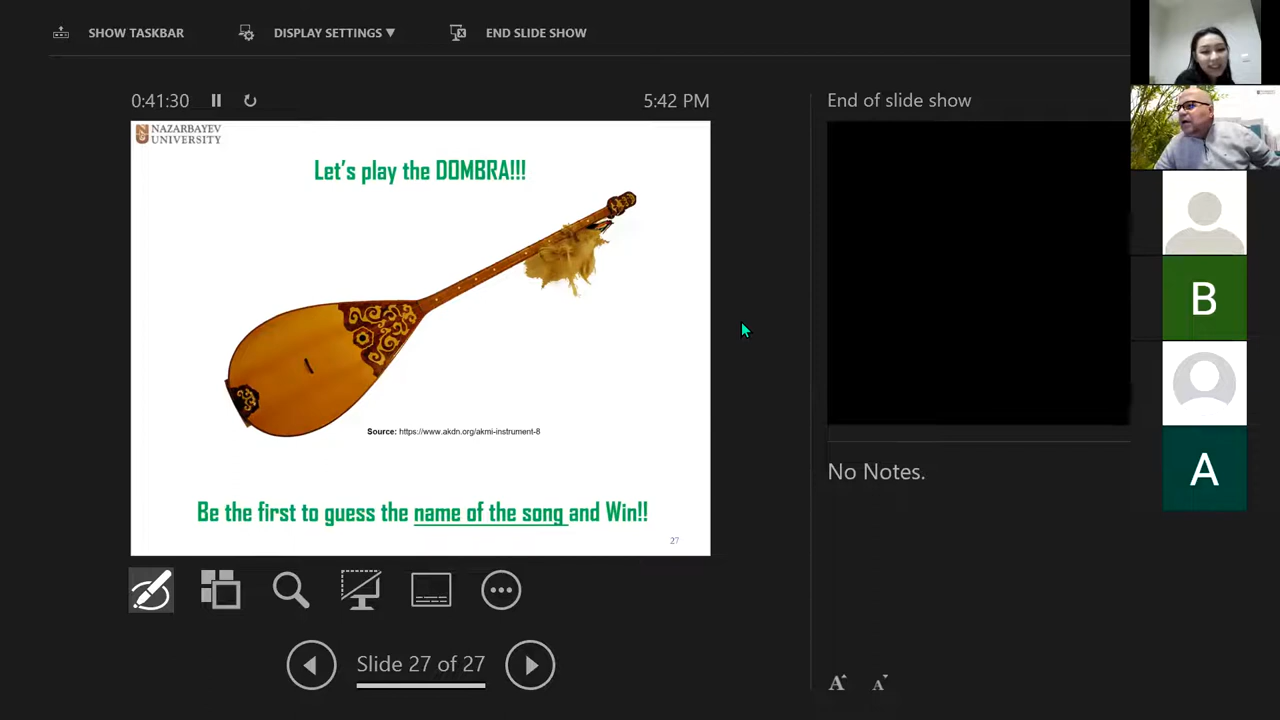 SHOW TASKBAR
DISPLAY SETTINGS ▼
END SLIDE SHOW
0:41:30
5:42 PM
End of slide show
NAZARBAYEV
UNIVERSITY
Let's play the DOMBRA!!!
Source: https://www.akdn.org/akmi-instrument-8
Be the first to guess the name of the song and Win!!
27
B
A
No Notes.
Slide 27 of 27
A
A